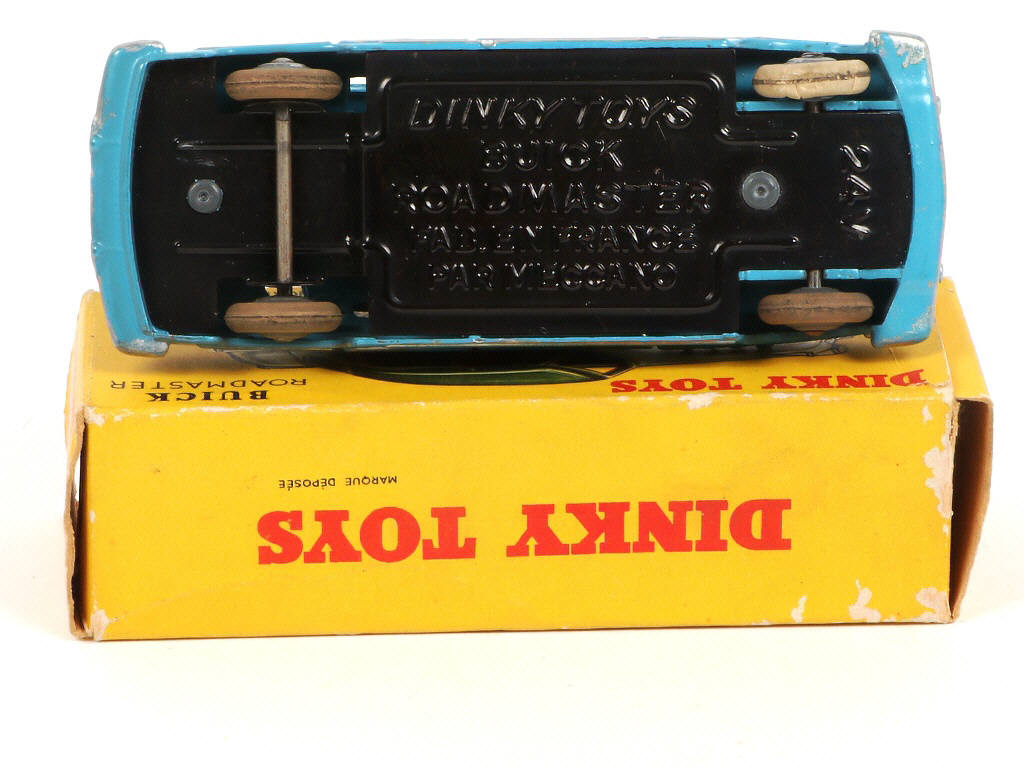 DINKY TOYS
BUICK
ROADMASTER
FAB. EN FRANCE
PAR MECCANO
24V
BUICK
ROADMASTER
DINKY TOYS
MARQUE DÉPOSÉE
DINKY TOYS